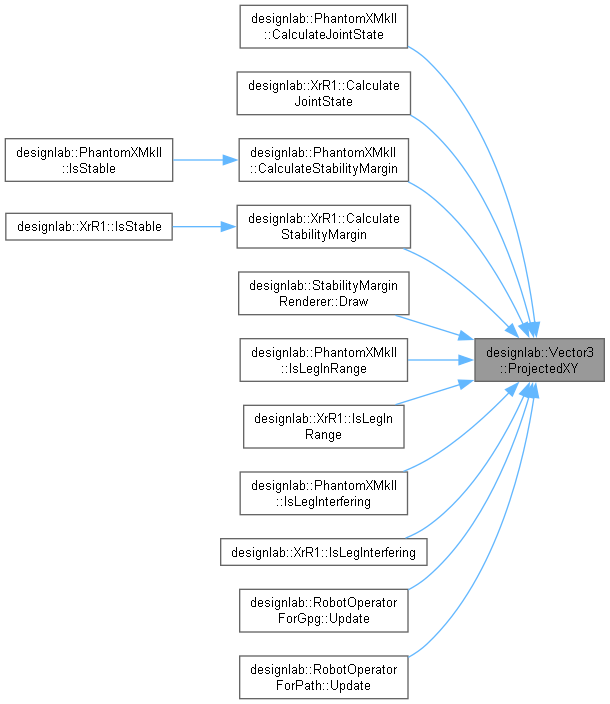 designlab::PhantomXMkII
::CalculateJointState
designlab::XrR1::Calculate
JointState
designlab::PhantomXMkII
::IsStable
designlab::PhantomXMkII
::CalculateStabilityMargin
designlab::XrR1::IsStable
designlab::XrR1::Calculate
StabilityMargin
designlab::StabilityMargin
Renderer::Draw
designlab::Vector3
::ProjectedXY
designlab::PhantomXMkII
::IsLegInRange
designlab::XrR1::IsLegIn
Range
designlab::PhantomXMkII
::IsLegInterfering
designlab::XrR1::IsLegInterfering
designlab::RobotOperator
ForGpg::Update
designlab::RobotOperator
ForPath::Update